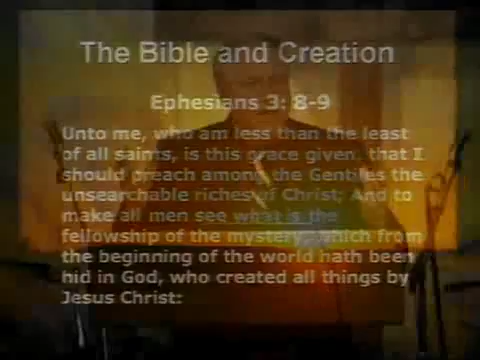 The Bible and Creation
Ephesians 3: 8-9
Unto me, who am less than the least
of all saints, is this grace given, that I
should preach among the Gentiles the
unsearchable riches of Christ; And to
make all men see what is the
fellowship of the mystery, which from
the beginning of the world hath been
hid in God, who created all things by
Jesus Christ: